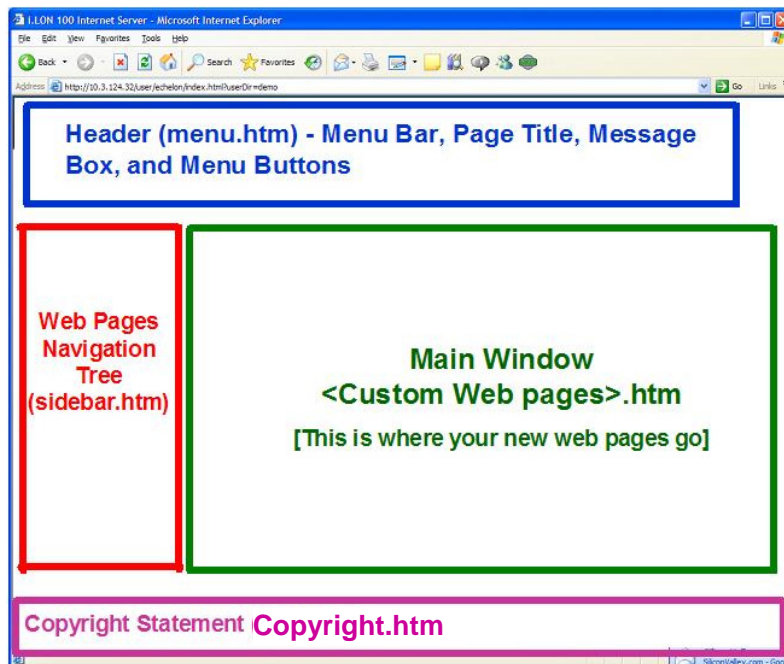 i.LON 100 Internet Server - Microsoft Internet Explorer
File Edit View Favorites Tools Help
Back Search Favorites
Address http://10.3.124.32/user/echelon/index.htm?userDir=demo Go Links
Header (menu.htm) - Menu Bar, Page Title, Message
Box, and Menu Buttons
Web Pages
Navigation
Tree
(sidebar.htm)
Main Window
<Custom Web pages>.htm
[This is where your new web pages go]
Copyright Statement (Copyright.htm
SiliconValley.com - Goo